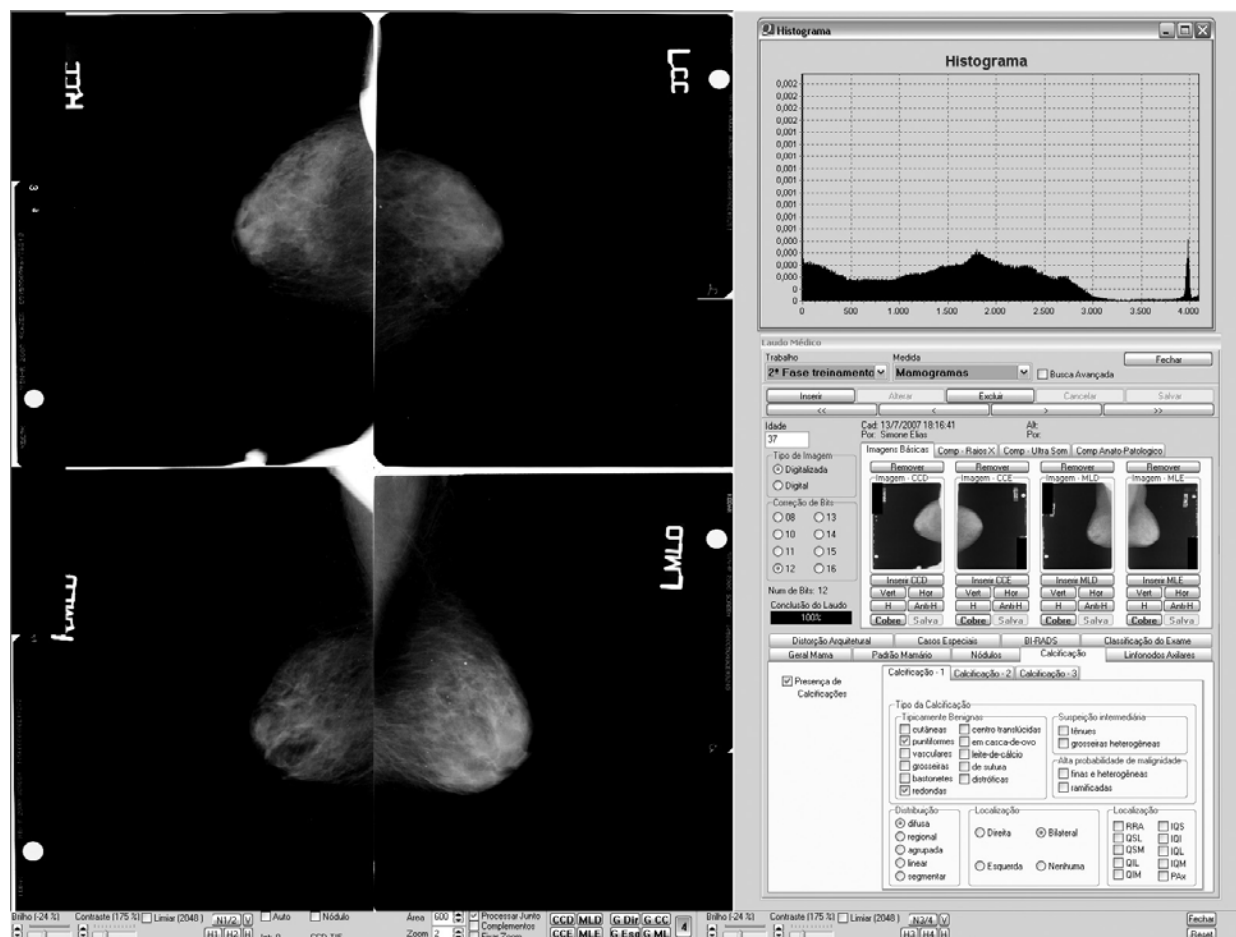 RCC
LCC
RMLO
LMLO
Histograma
Histograma
0,002
0,002
0,002
0,002
0,001
0,001
0,001
0,001
0,001
0,001
0,001
0,001
0,001
0,000
0,000
0,000
0
0
0 500 1.000 1.500 2.000 2.500 3.000 3.500 4.000
Laudo Médico
Trabalho Medida Fechar
2ª Fase treinamento Mamogramas Busca Avançada
Inserir Alterar Excluir Cancelar Salvar
<< < > >>
Idade Cad: 13/7/2007 18:16:41 Alt:
37 Por: Simone Elias Por:
Imagens Básicas Comp - Raios X Comp - Ultra Som Comp Anato-Patologico
Tipo de Imagem
Digitalizada
Digital
Correção de Bits
08 13
10 14
11 15
12 16
Num de Bits: 12
Conclusão do Laudo
100%
Remover Remover Remover Remover
Imagem - CCD Imagem - CCE Imagem - MLD Imagem - MLE
Inserir CCD Inserir CCE Inserir MLD Inserir MLE
Vert Hor Vert Hor Vert Hor Vert Hor
H Anti-H H Anti-H H Anti-H H Anti-H
Cobre Salva Cobre Salva Cobre Salva Cobre Salva
Distorção Arquitetural Casos Especiais BI-RADS Classificação do Exame
Geral Mama Padrão Mamário Nódulos Calcificação Linfonodos Axilares
Presença de
Calcificações
Calcificação - 1 Calcificação - 2 Calcificação - 3
Tipo da Calcificação
Tipicamente Benignas
cutâneas centro translúcidas
puntiformes em casca-de-ovo
vasculares leite-de-cálcio
grosseiras de sutura
bastonetes distróficas
redondas
Suspeição intermediária
tênues
grosseiras heterogêneas
Alta probabilidade de malignidade
finas e heterogêneas
ramificadas
Distribuição
difusa
regional
agrupada
linear
segmentar
Localização
Direita Bilateral
Esquerda Nenhuma
Localização
RRA IQS
QSL IQI
QSM IQL
QIL IQM
QIM PAx
Brilho (-24 %) Contraste (175 %) Limiar (2048 ) N1/2 V Auto Nódulo Área 600 Processar Junto CCD MLD G Dir G CC 4 Brilho (-24 %) Contraste (175 %) Limiar (2048 ) N3/4 V Fechar
Complementos
H1 H2 H Zoom 2 CCE MLE G Esq G ML H3 H4 H Reset